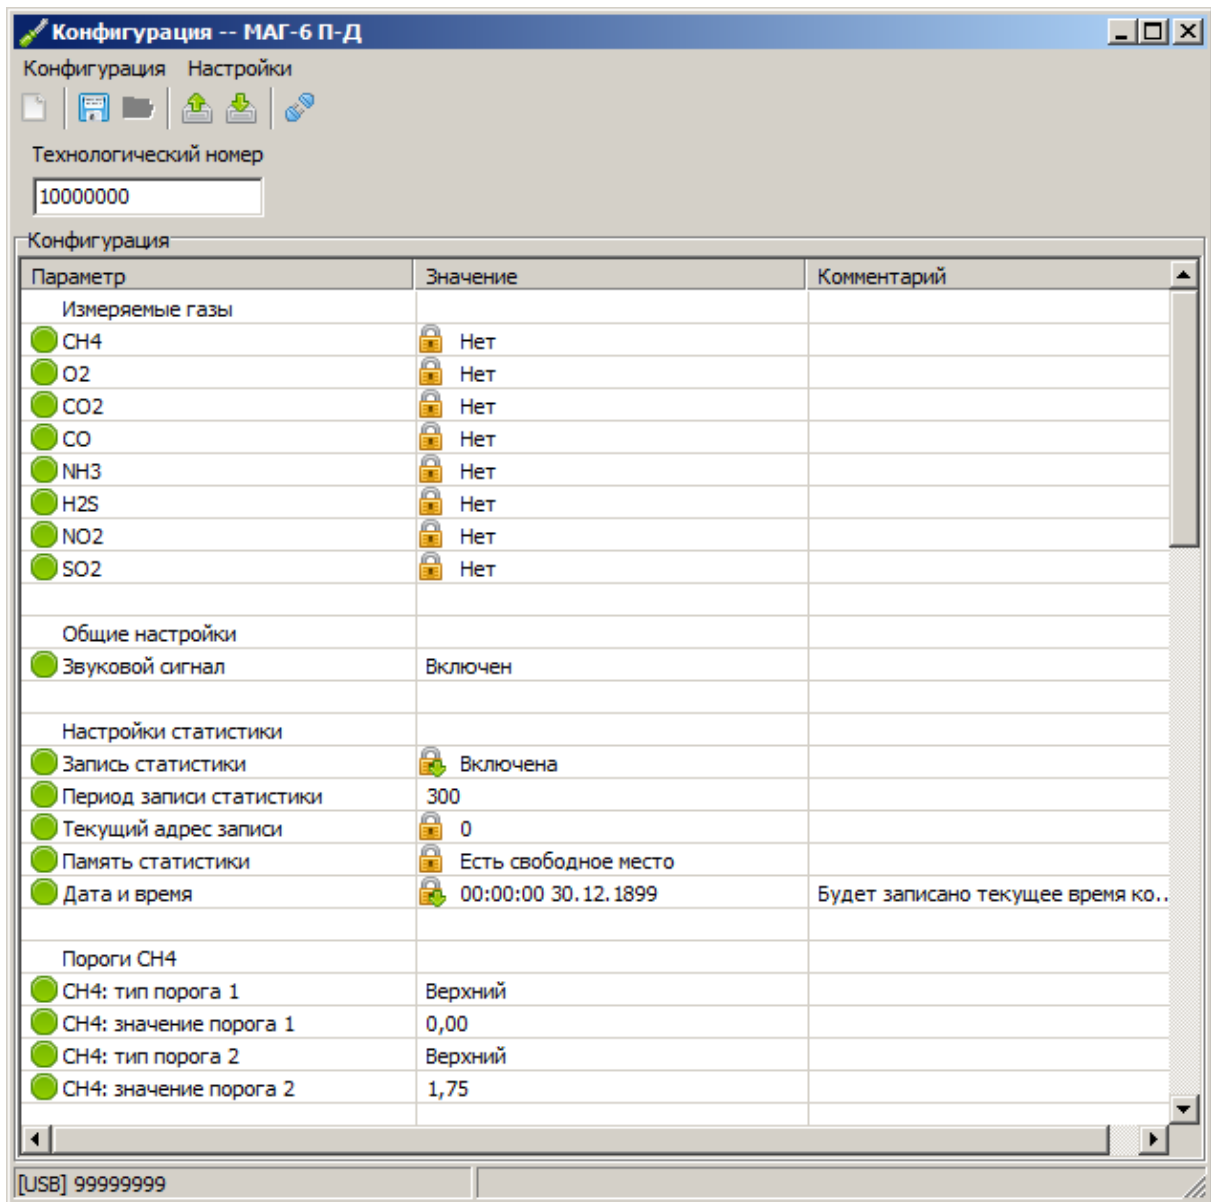 Конфигурация -- МАГ-6 П-Д
Конфигурация Настройки
Технологический номер
10000000
Конфигурация
Параметр Значение Комментарий
Измеряемые газы
CH4 Нет
O2 Нет
CO2 Нет
CO Нет
NH3 Нет
H2S Нет
NO2 Нет
SO2 Нет
Общие настройки
Звуковой сигнал Включен
Настройки статистики
Запись статистики Включена
Период записи статистики 300
Текущий адрес записи 0
Память статистики Есть свободное место
Дата и время 00:00:00 30.12.1899 Будет записано текущее время ко..
Пороги CH4
CH4: тип порога 1 Верхний
CH4: значение порога 1 0,00
CH4: тип порога 2 Верхний
CH4: значение порога 2 1,75
[USB] 99999999